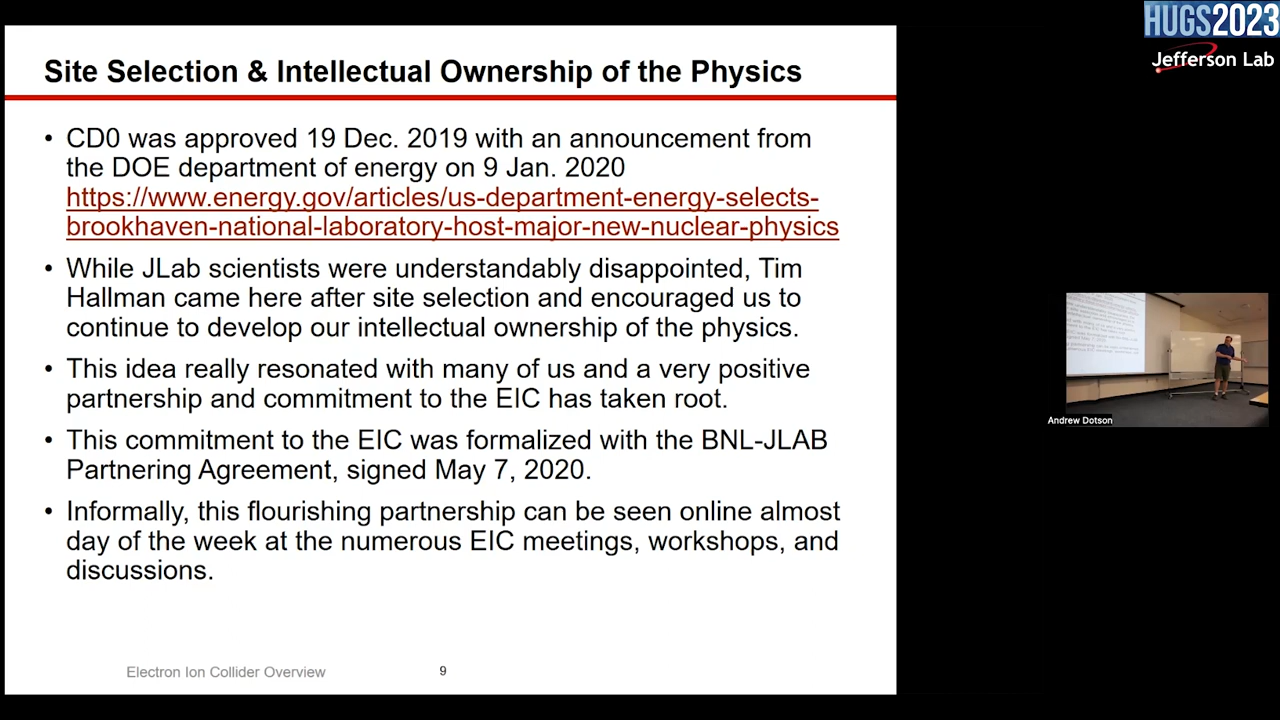 HUGS2023
Jefferson Lab
Site Selection & Intellectual Ownership of the Physics
• CD0 was approved 19 Dec. 2019 with an announcement from
the DOE department of energy on 9 Jan. 2020
https://www.energy.gov/articles/us-department-energy-selects-
brookhaven-national-laboratory-host-major-new-nuclear-physics
• While JLab scientists were understandably disappointed, Tim
Hallman came here after site selection and encouraged us to
continue to develop our intellectual ownership of the physics.
• This idea really resonated with many of us and a very positive
partnership and commitment to the EIC has taken root.
• This commitment to the EIC was formalized with the BNL-JLAB
Partnering Agreement, signed May 7, 2020.
• Informally, this flourishing partnership can be seen online almost
day of the week at the numerous EIC meetings, workshops, and
discussions.
Electron Ion Collider Overview
9
Andrew Dotson